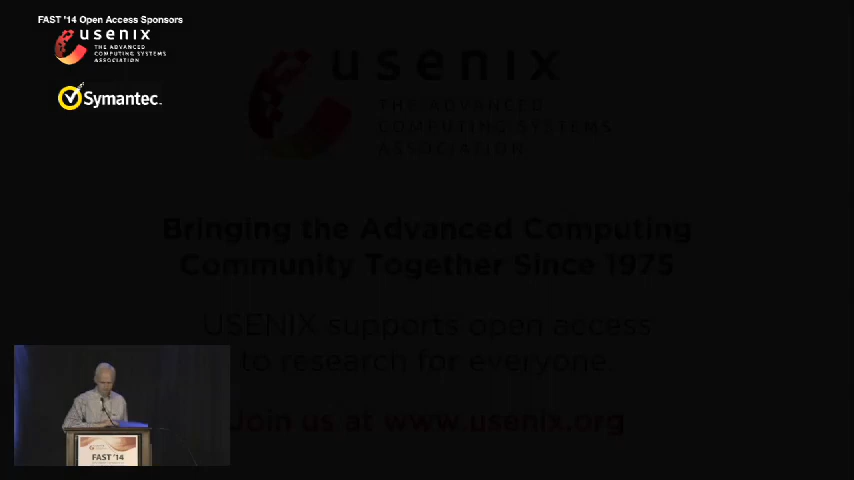 FAST '14 Open Access Sponsors
usenix
THE ADVANCED
COMPUTING SYSTEMS
ASSOCIATION
Symantec.
usenix
THE ADVANCED
COMPUTING SYSTEMS
ASSOCIATION
Bringing the Advanced Computing
Community Together Since 1975
USENIX supports open access
to research for everyone.
Join us at www.usenix.org
FAST '14